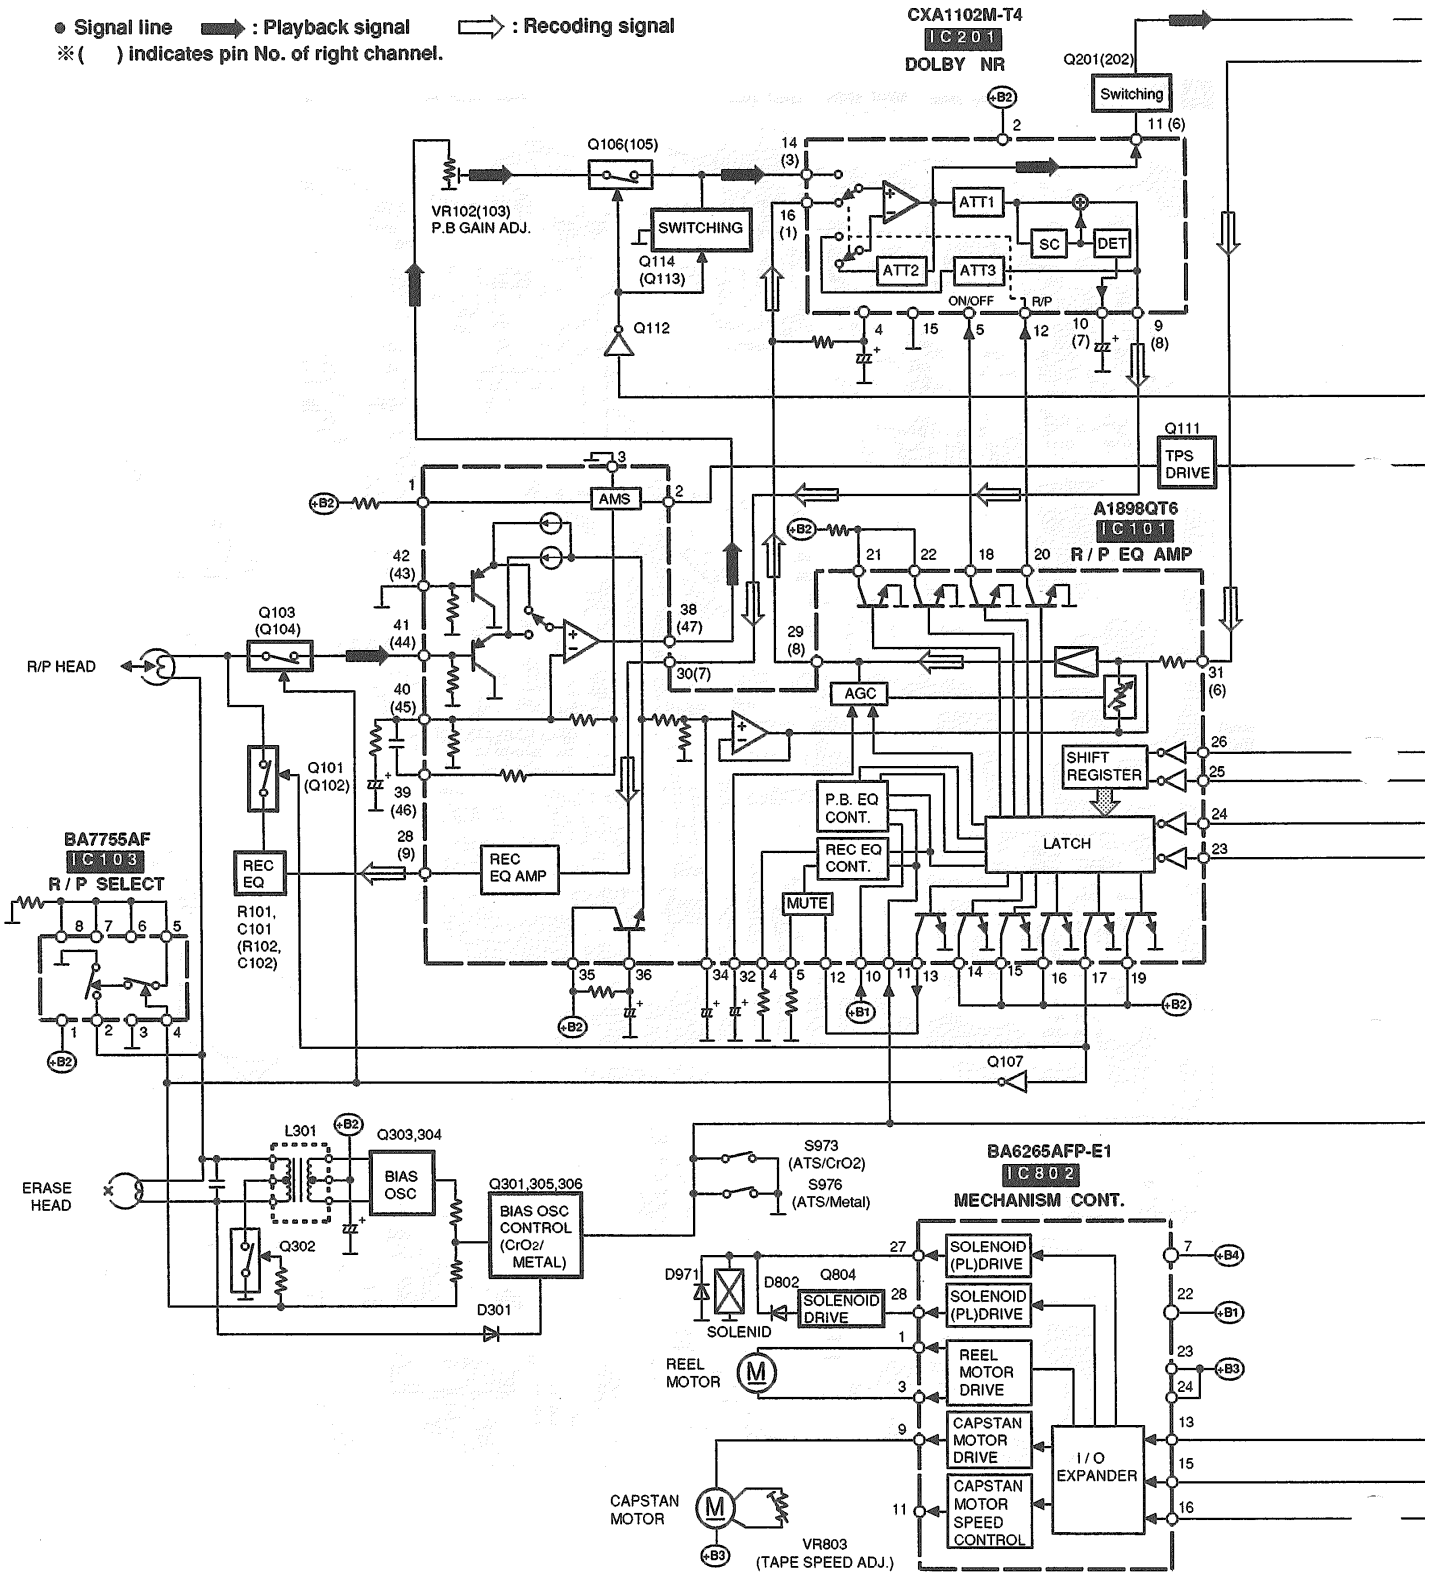 ● Signal line : Playback signal : Recoding signal
※( ) indicates pin No. of right channel.
CXA1102M-T4
IC201
DOLBY NR
Q201(202)
Switching
+B2
2
11 (6)
Q106(105)
14
(3)
VR102(103)
P.B GAIN ADJ.
SWITCHING
Q114
(Q113)
16
(1)
+
−
ATT1
SC
DET
ATT2
ATT3
ON/OFF
R/P
Q112
4
15
5
12
10
(7)
9
(8)
+
+
Q111
TPS
DRIVE
3
1
AMS
2
+B2
A1898QT6
IC101
R/P EQ AMP
+B2
21
22
18
20
42
(43)
Q103
(Q104)
41
(44)
38
(47)
29
(8)
+
−
R/P HEAD
30(7)
31
(6)
40
(45)
AGC
+
−
26
SHIFT
REGISTER
25
Q101
(Q102)
39
(46)
+
P.B. EQ
CONT.
24
LATCH
23
BA7755AF
IC103
R/P SELECT
28
(9)
REC
EQ
REC
EQ AMP
REC EQ
CONT.
MUTE
R101,
C101
(R102,
C102)
8
7
6
5
35
36
34
32
4
5
12
10
11
13
14
15
16
17
19
+B2
+B1
+B2
+
+
+
1
2
3
4
+B2
Q107
L301
+B2
Q303,304
BIAS
OSC
ERASE
HEAD
+
Q301,305,306
BIAS OSC
CONTROL
(CrO2/
METAL)
S973
(ATS/CrO2)
S976
(ATS/Metal)
BA6265AFP-E1
IC802
MECHANISM CONT.
Q302
D301
27
SOLENOID
(PL)DRIVE
7
+B4
D971
D802
Q804
SOLENOID
DRIVE
28
SOLENOID
(PL)DRIVE
22
+B1
SOLENID
1
REEL
MOTOR
M
REEL
MOTOR
DRIVE
23
+B3
24
3
9
CAPSTAN
MOTOR
DRIVE
13
I/O
EXPANDER
15
CAPSTAN
MOTOR
M
11
CAPSTAN
MOTOR
SPEED
CONTROL
16
+B3
VR803
(TAPE SPEED ADJ.)